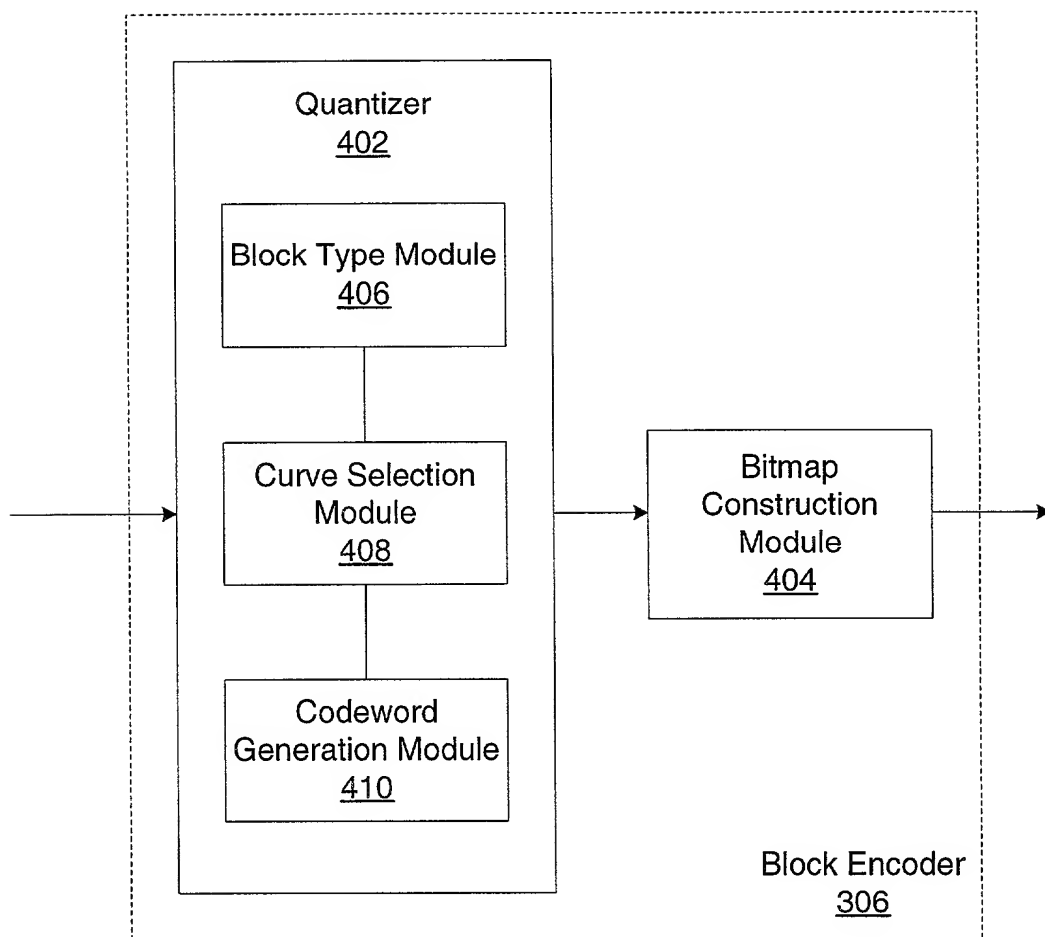 Quantizer
402
Block Type Module
406
Curve Selection
Module
408
Codeword
Generation Module
410
Bitmap
Construction
Module
404
Block Encoder
306